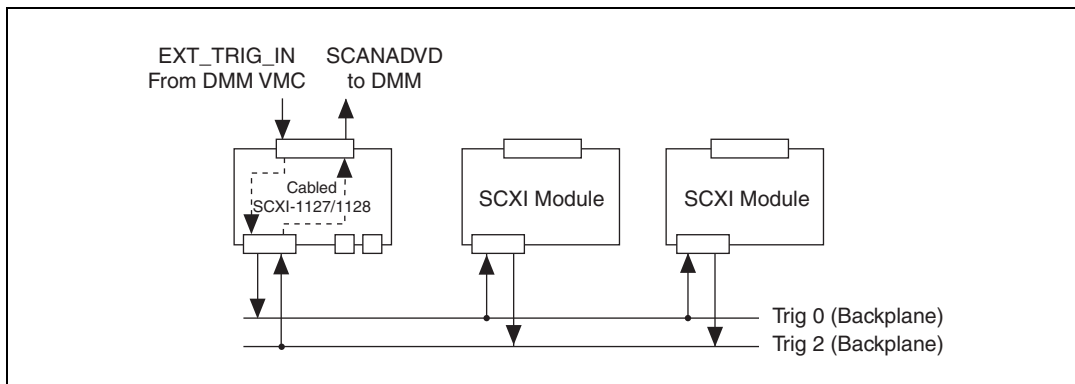 EXT_TRIG_IN
From DMM VMC
SCANADVD
to DMM
Cabled
SCXI-1127/1128
SCXI Module
SCXI Module
Trig 0 (Backplane)
Trig 2 (Backplane)